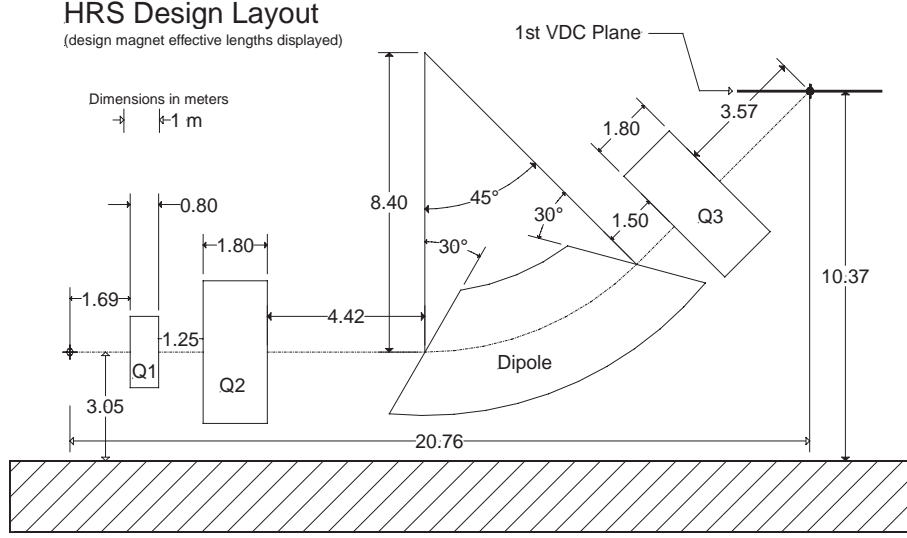 HRS Design Layout
(design magnet effective lengths displayed)
1st VDC Plane
Dimensions in meters
1 m
3.57
1.80
0.80
8.40
45°
30°
1.50
Q3
1.80
30°
10.37
1.69
4.42
1.25
Q1
Q2
Dipole
3.05
20.76